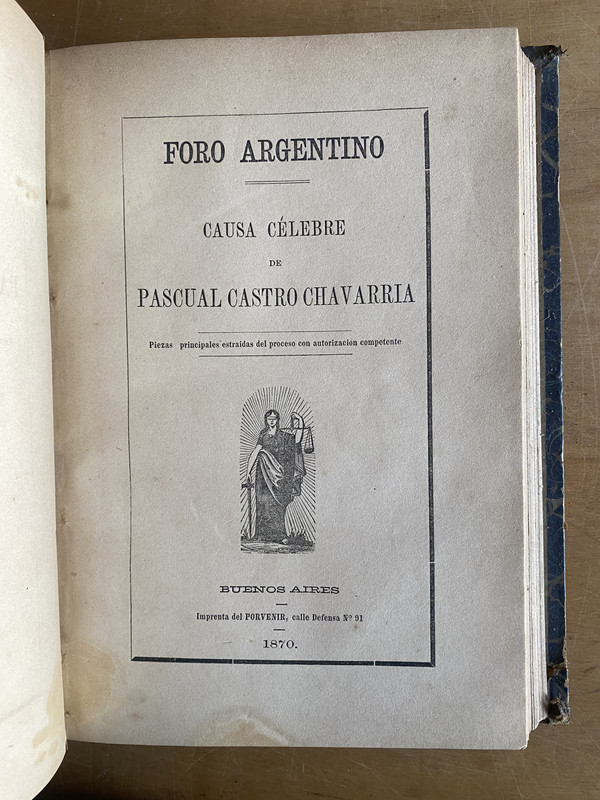 FORO ARGENTINO
CAUSA CÉLEBRE
DE
PASCUAL CASTRO CHAVARRIA
Piezas principales estraidas del proceso con autorizacion competente
BUENOS AIRES
Imprenta del PORVENIR, calle Defensa Nº 91
1870.